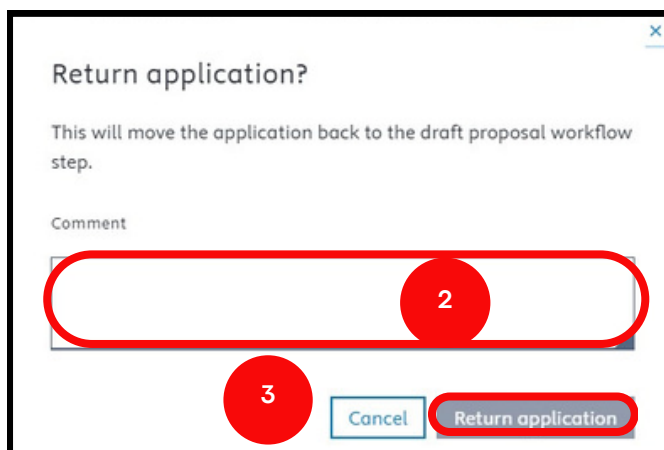 ×
Return application?
This will move the application back to the draft proposal workflow
step.
Comment
2
3
Cancel Return application